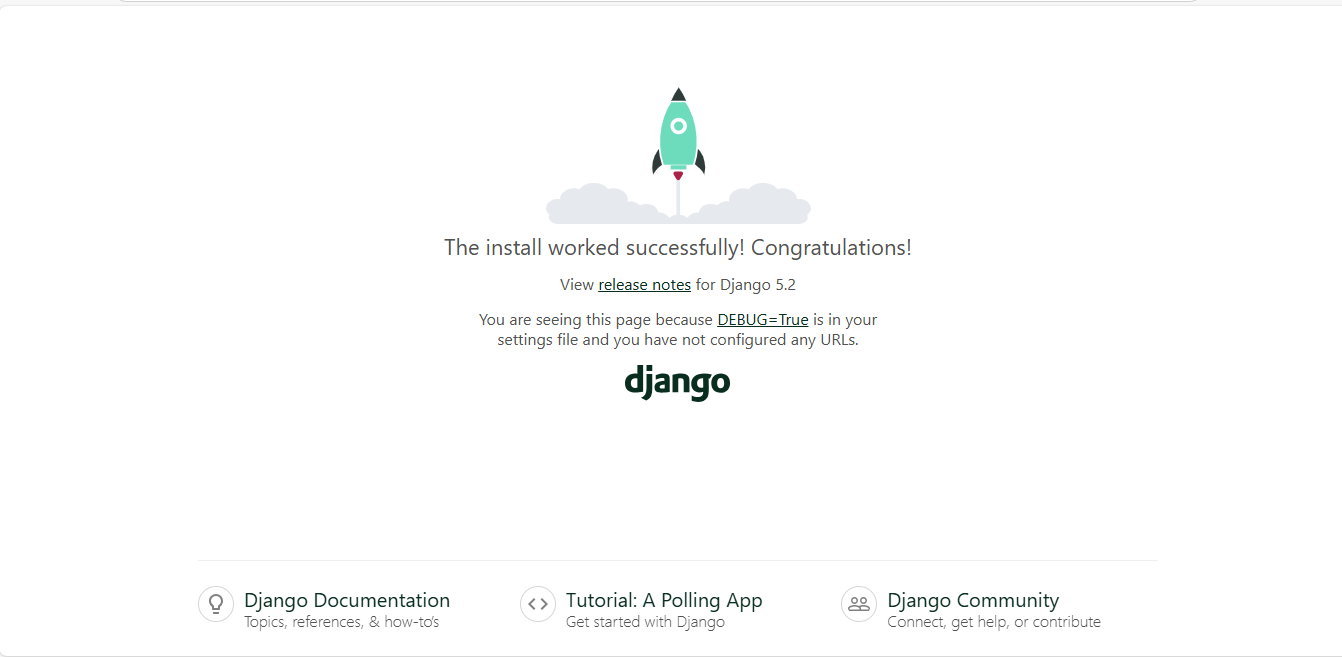 The install worked successfully! Congratulations!
View release notes for Django 5.2
You are seeing this page because DEBUG=True is in your
settings file and you have not configured any URLs.
django
Django Documentation
Topics, references, & how-to’s
Tutorial: A Polling App
Get started with Django
Django Community
Connect, get help, or contribute